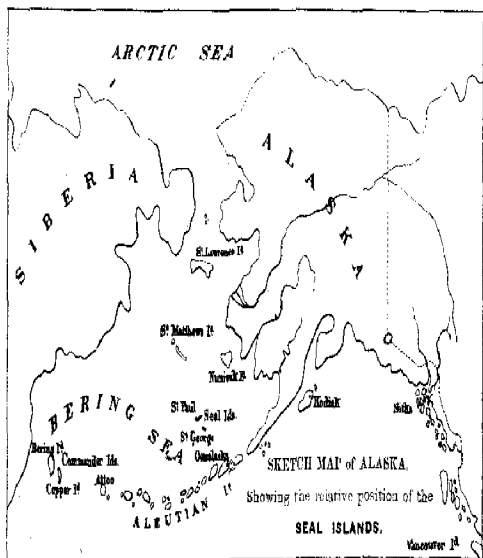 ARCTIC SEA
ALASKA
SIBERIA
St Lawrence Id
St Matthews Id
Nunivak Id
BERING SEA
St Paul
Seal Ids.
St George
Kodiak
Sitka
Bering Id
Commander Ids.
Copper Id
Attoo
Oonalaska
ALEUTIAN Is
SKETCH MAP of ALASKA,
Showing the relative position of the
SEAL ISLANDS.
Vancouver Id